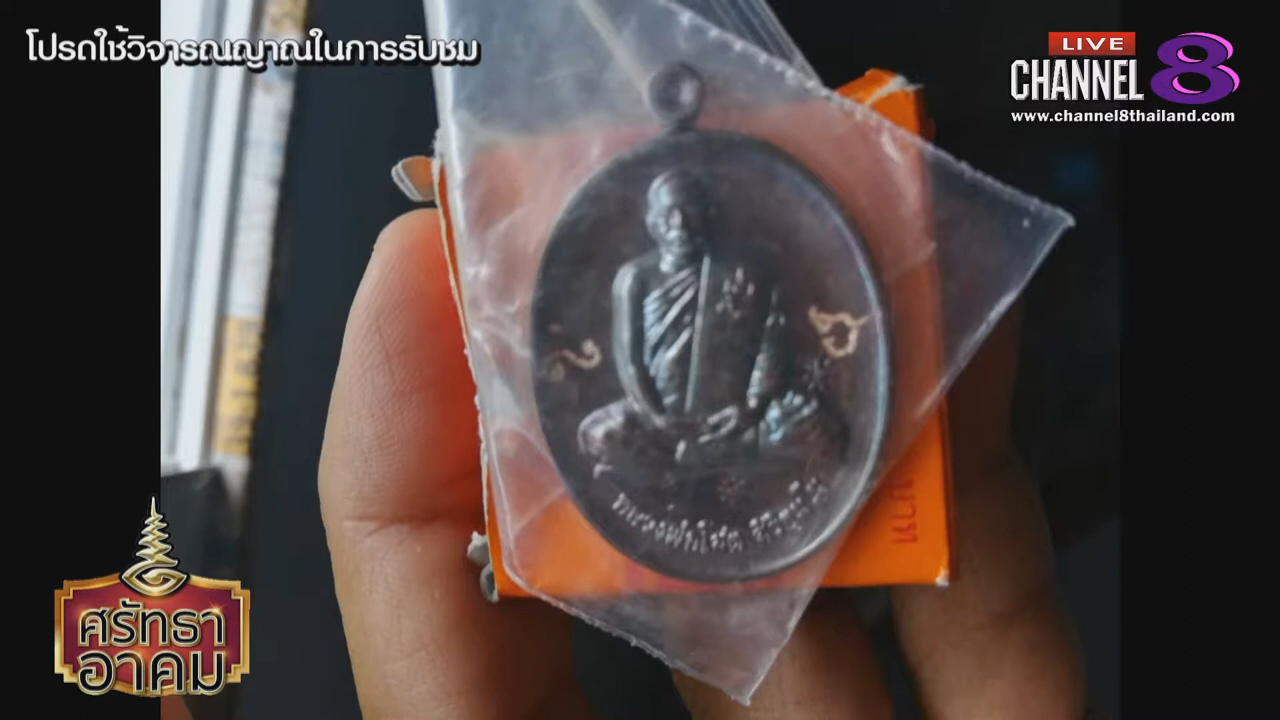 โปรดใช้วิจารณญาณในการรับชม
LIVE
CHANNEL 8
www.channel8thailand.com
ศรัทธา
อาคม